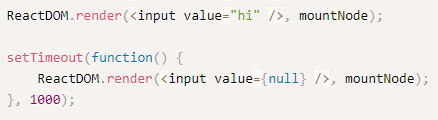 ReactDOM.render(<input value="hi" />, mountNode);
setTimeout(function() {
    ReactDOM.render(<input value={null} />, mountNode);
}, 1000);